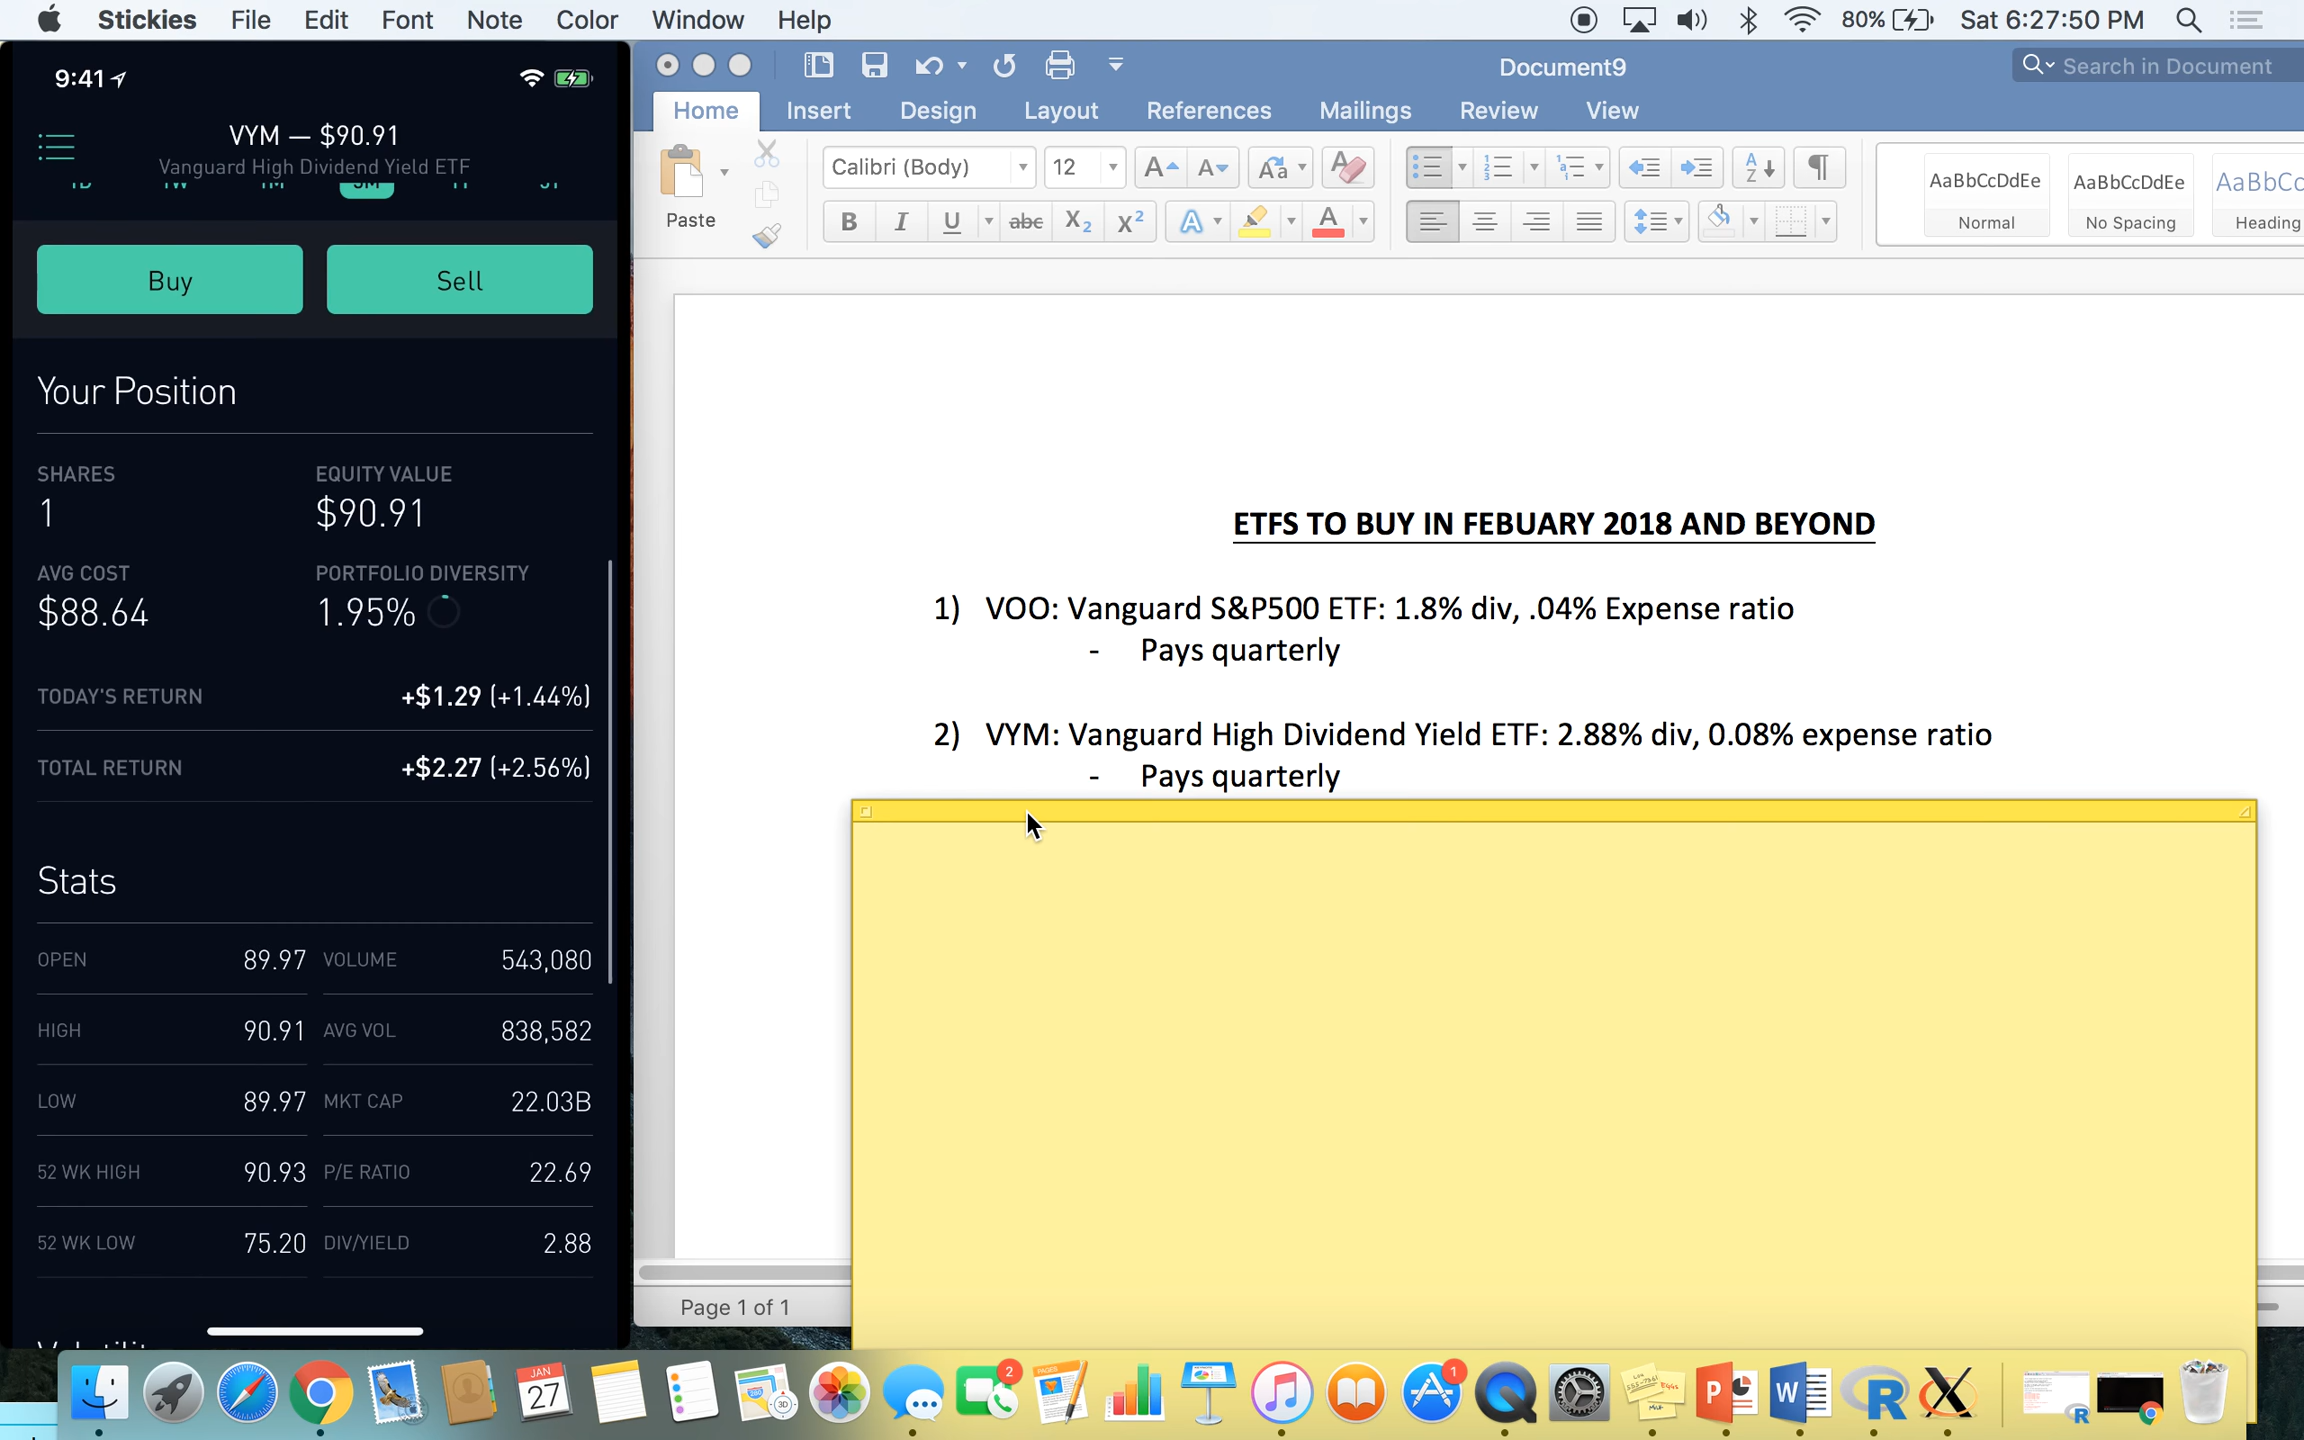 Stickies File Edit Font Note Color Window Help 80% Sat 6:27:50 PM
9:41
VYM — $90.91
Vanguard High Dividend Yield ETF
Buy Sell
Your Position
SHARES EQUITY VALUE
1 $90.91
AVG COST PORTFOLIO DIVERSITY
$88.64 1.95%
TODAY'S RETURN +$1.29 (+1.44%)
TOTAL RETURN +$2.27 (+2.56%)
Stats
OPEN 89.97 VOLUME 543,080
HIGH 90.91 AVG VOL 838,582
LOW 89.97 MKT CAP 22.03B
52 WK HIGH 90.93 P/E RATIO 22.69
52 WK LOW 75.20 DIV/YIELD 2.88
Document9
Search in Document
Home Insert Design Layout References Mailings Review View
Paste
Calibri (Body) 12
AaBbCcDdEe AaBbCcDdEe AaBbCc
Normal No Spacing Heading
ETFS TO BUY IN FEBUARY 2018 AND BEYOND
1) VOO: Vanguard S&P500 ETF: 1.8% div, .04% Expense ratio
- Pays quarterly
2) VYM: Vanguard High Dividend Yield ETF: 2.88% div, 0.08% expense ratio
- Pays quarterly
Page 1 of 1
JAN
27
2
1